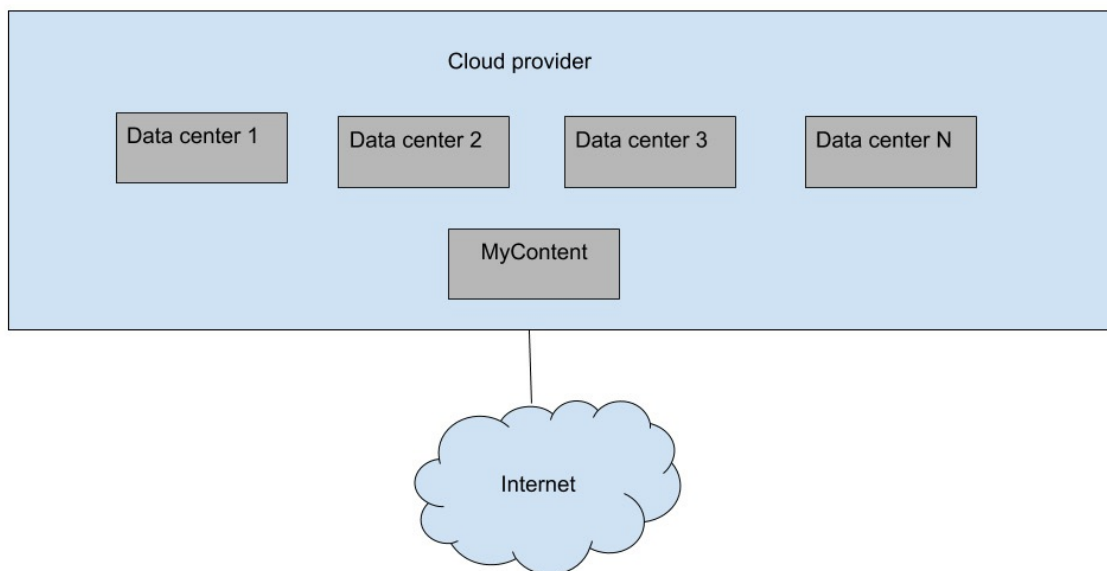 Cloud provider
Data center 1
Data center 2
Data center 3
Data center N
MyContent
Internet